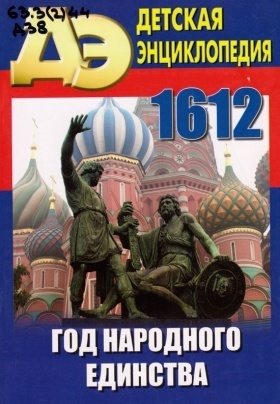 63.3(2)44
Д38
ДЭ
ДЕТСКАЯ
ЭНЦИКЛОПЕДИЯ
1612
ГОД НАРОДНОГО
ЕДИНСТВА